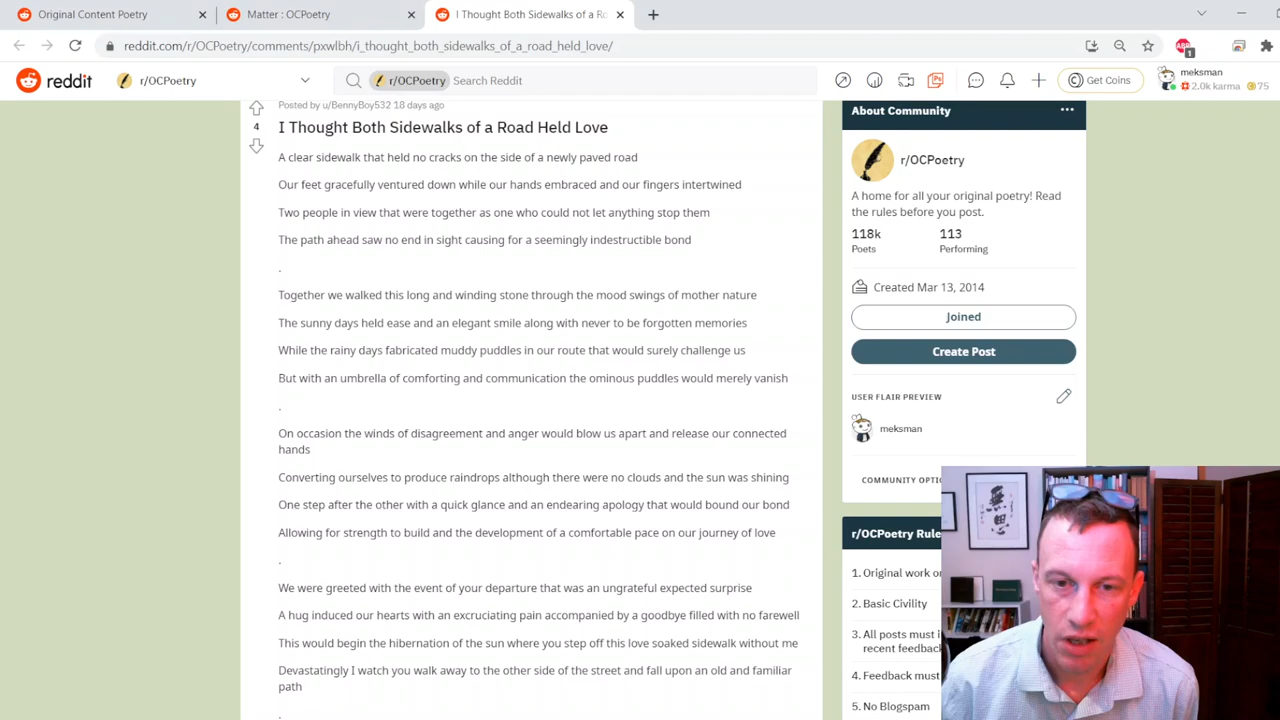 Original Content Poetry
Matter : OCPoetry
I Thought Both Sidewalks of a Ro
reddit.com/r/OCPoetry/comments/pxwlbh/i_thought_both_sidewalks_of_a_road_held_love/
ABP
1
reddit
r/OCPoetry
r/OCPoetry Search Reddit
Get Coins
meksman
2.0k karma 75
Posted by u/BennyBoy532 18 days ago
4
I Thought Both Sidewalks of a Road Held Love
A clear sidewalk that held no cracks on the side of a newly paved road
Our feet gracefully ventured down while our hands embraced and our fingers intertwined
Two people in view that were together as one who could not let anything stop them
The path ahead saw no end in sight causing for a seemingly indestructible bond
.
Together we walked this long and winding stone through the mood swings of mother nature
The sunny days held ease and an elegant smile along with never to be forgotten memories
While the rainy days fabricated muddy puddles in our route that would surely challenge us
But with an umbrella of comforting and communication the ominous puddles would merely vanish
.
On occasion the winds of disagreement and anger would blow us apart and release our connected
hands
Converting ourselves to produce raindrops although there were no clouds and the sun was shining
One step after the other with a quick glance and an endearing apology that would bound our bond
Allowing for strength to build and the development of a comfortable pace on our journey of love
.
We were greeted with the event of your departure that was an ungrateful expected surprise
A hug induced our hearts with an excruciating pain accompanied by a goodbye filled with no farewell
This would begin the hibernation of the sun where you step off this love soaked sidewalk without me
Devastatingly I watch you walk away to the other side of the street and fall upon an old and familiar
path
.
About Community
r/OCPoetry
A home for all your original poetry! Read
the rules before you post.
118k 113
Poets Performing
Created Mar 13, 2014
Joined
Create Post
USER FLAIR PREVIEW
meksman
COMMUNITY OPTIO
r/OCPoetry Rule
1. Original work or
2. Basic Civility
3. All posts must i
recent feedback
4. Feedback must
5. No Blogspam